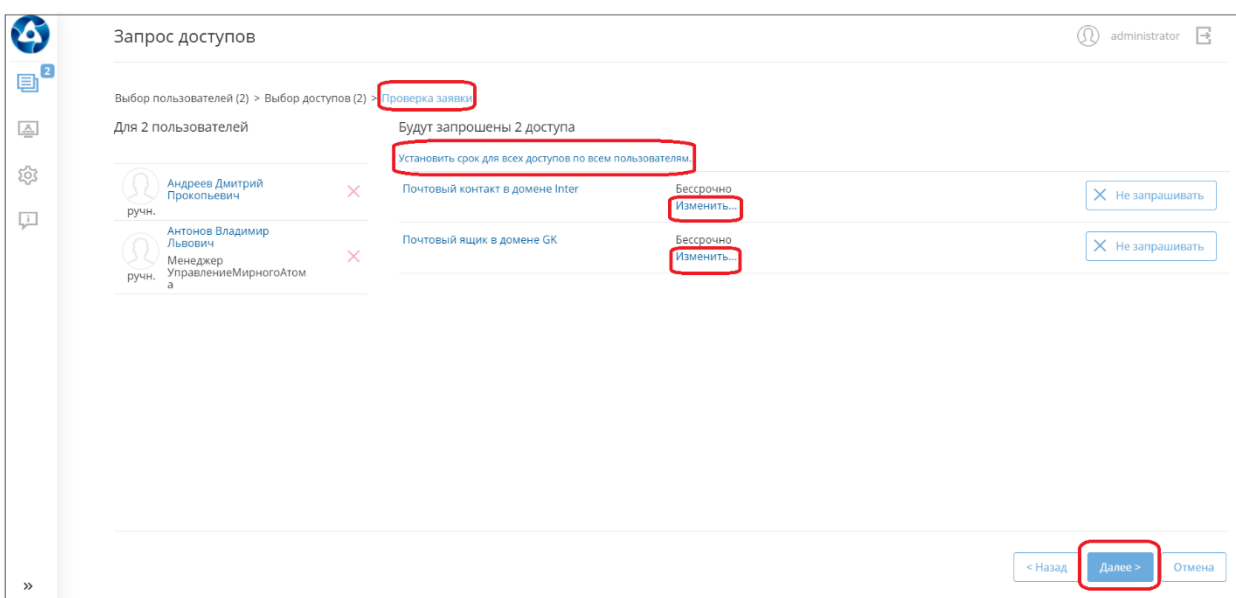 Запрос доступов
administrator
2
Выбор пользователей (2) > Выбор доступов (2) > Проверка заявки
Для 2 пользователей
Будут запрошены 2 доступа
Установить срок для всех доступов по всем пользователям.
Андреев Дмитрий
Прокопьевич
ручн.
Почтовый контакт в домене Inter
Бессрочно
Изменить...
Не запрашивать
Антонов Владимир
Львович
Менеджер
УправлениеМирногоАтом
а
ручн.
Почтовый ящик в домене GK
Бессрочно
Изменить...
Не запрашивать
< Назад
Далее >
Отмена
»